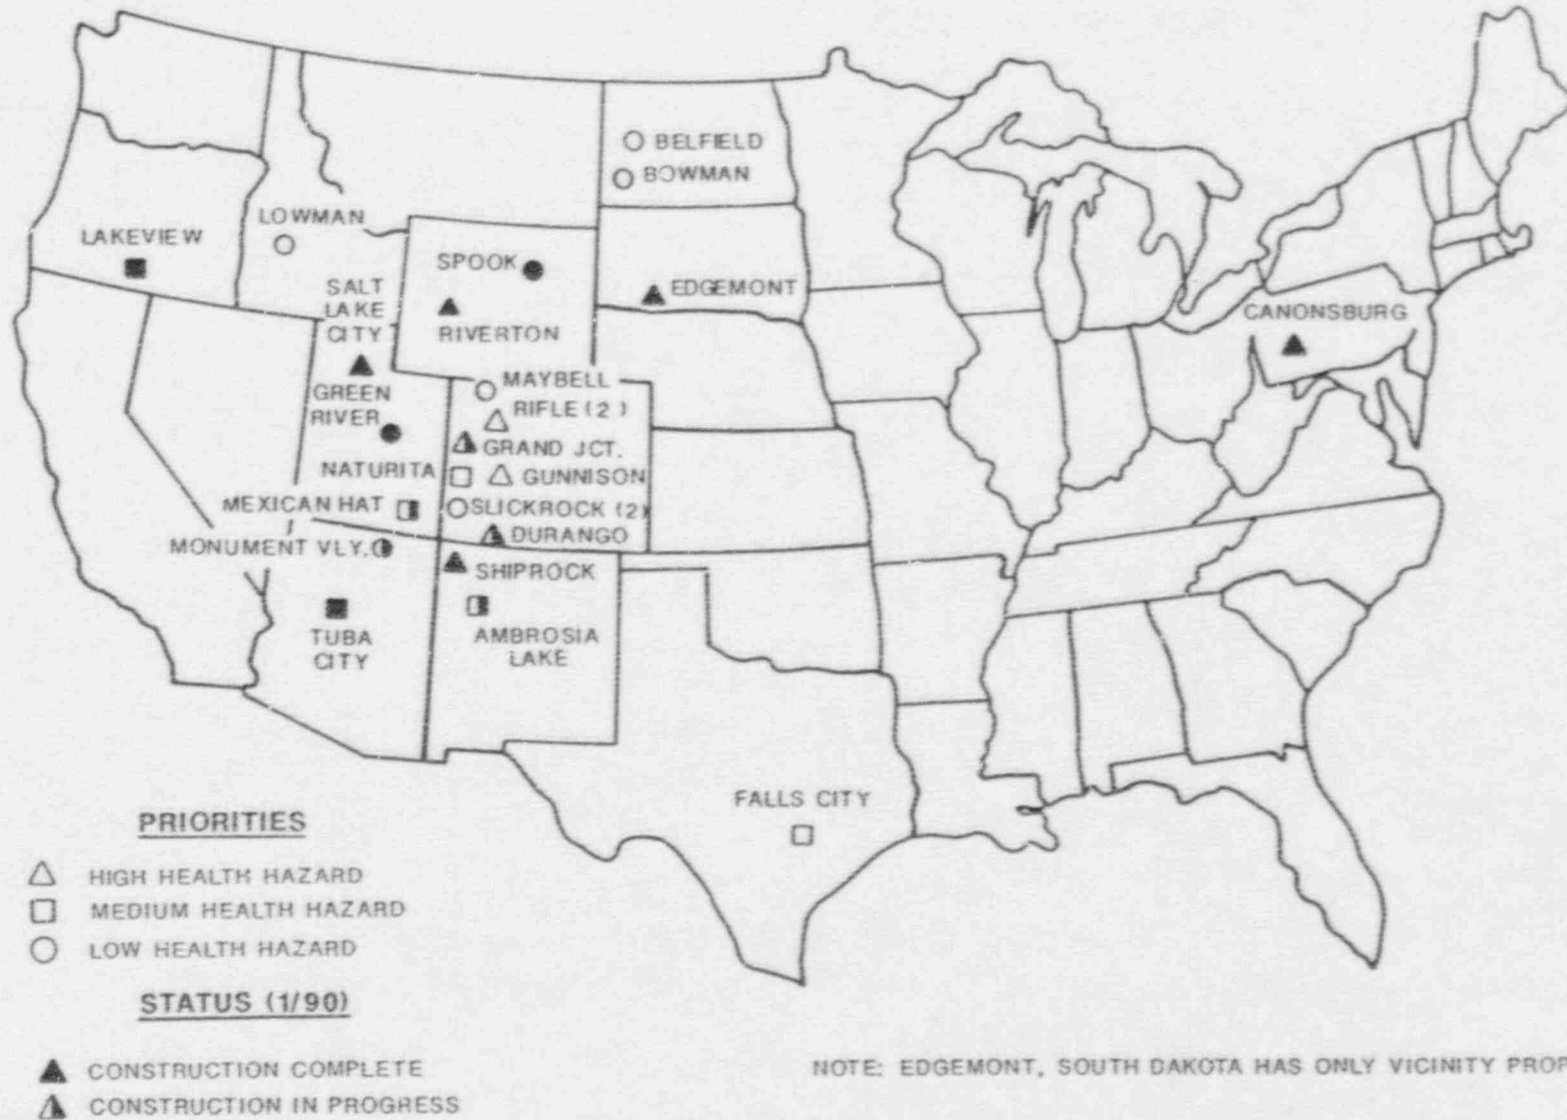 BELFIELD
BOWMAN
LOWMAN
LAKEVIEW
SPOOK
SALT
LAKE
CITY
EDGEMONT
RIVERTON
CANONSBURG
GREEN
RIVER
MAYBELL
RIFLE (2)
GRAND JCT.
NATURITA
GUNNISON
MEXICAN HAT
SLICKROCK (2)
DURANGO
MONUMENT VLY.
SHIPROCK
TUBA
CITY
AMBROSIA
LAKE
FALLS CITY
PRIORITIES
HIGH HEALTH HAZARD
MEDIUM HEALTH HAZARD
LOW HEALTH HAZARD
STATUS (1/90)
CONSTRUCTION COMPLETE
CONSTRUCTION IN PROGRESS
NOTE: EDGEMONT, SOUTH DAKOTA HAS ONLY VICINITY PROP